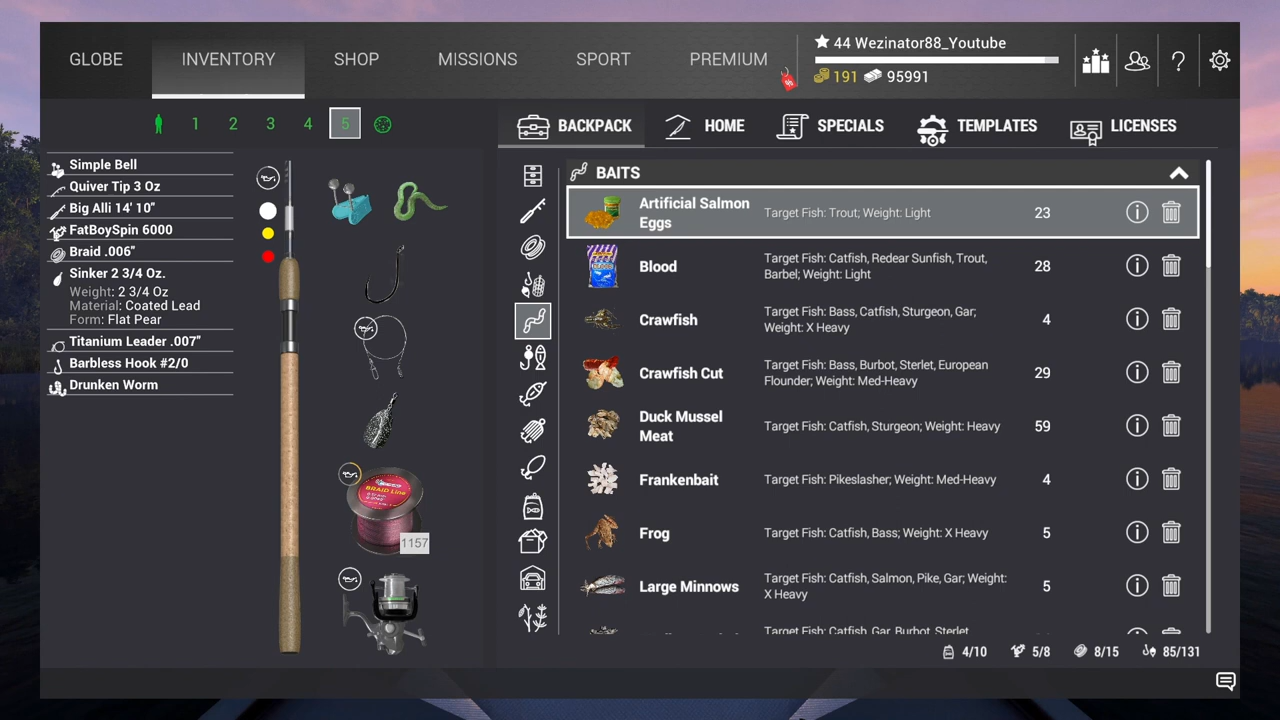 GLOBE
INVENTORY
SHOP
MISSIONS
SPORT
PREMIUM
44 Wezinator88_Youtube
191 95991
1
2
3
4
5
BACKPACK
HOME
SPECIALS
TEMPLATES
LICENSES
Simple Bell
Quiver Tip 3 Oz
Big Alli 14' 10"
FatBoySpin 6000
Braid .006"
Sinker 2 3/4 Oz.
Weight: 2 3/4 Oz
Material: Coated Lead
Form: Flat Pear
Titanium Leader .007"
Barbless Hook #2/0
Drunken Worm
BRAID Line
1157
BAITS
Artificial Salmon
Eggs
Target Fish: Trout; Weight: Light
23
Blood
Target Fish: Catfish, Redear Sunfish, Trout,
Barbel; Weight: Light
28
Crawfish
Target Fish: Bass, Catfish, Sturgeon, Gar;
Weight: X Heavy
4
Crawfish Cut
Target Fish: Bass, Burbot, Sterlet, European
Flounder; Weight: Med-Heavy
29
Duck Mussel
Meat
Target Fish: Catfish, Sturgeon; Weight: Heavy
59
Frankenbait
Target Fish: Pikeslasher; Weight: Med-Heavy
4
Frog
Target Fish: Catfish, Bass; Weight: X Heavy
5
Large Minnows
Target Fish: Catfish, Salmon, Pike, Gar; Weight:
X Heavy
5
Target Fish: Catfish, Gar, Burbot, Sterlet
4/10
5/8
8/15
85/131